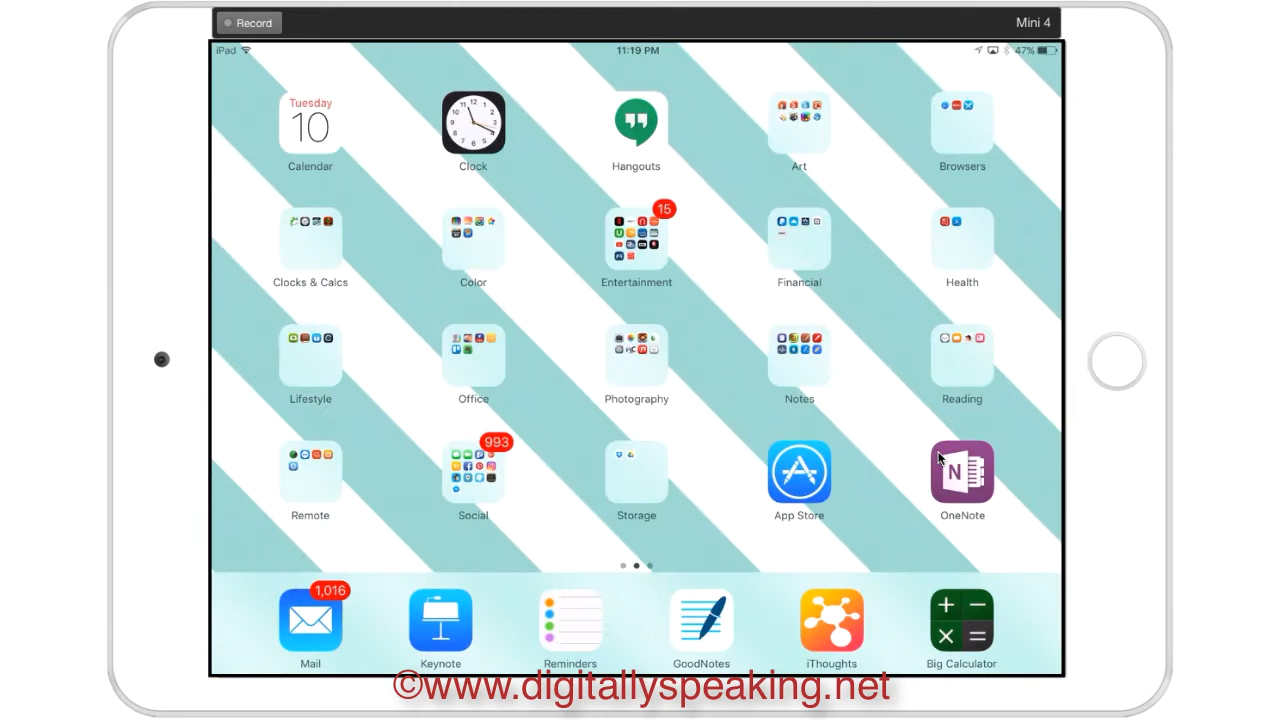 Record
Mini 4
iPad
11:19 PM
47%
Tuesday
10
Calendar
Clock
Hangouts
Art
Browsers
15
Clocks & Calcs
Color
Entertainment
Financial
Health
Lifestyle
Office
Photography
Notes
Reading
993
N
Remote
Social
Storage
App Store
OneNote
1,016
Mail
Keynote
Reminders
GoodNotes
iThoughts
Big Calculator
©www.digitallyspeaking.net